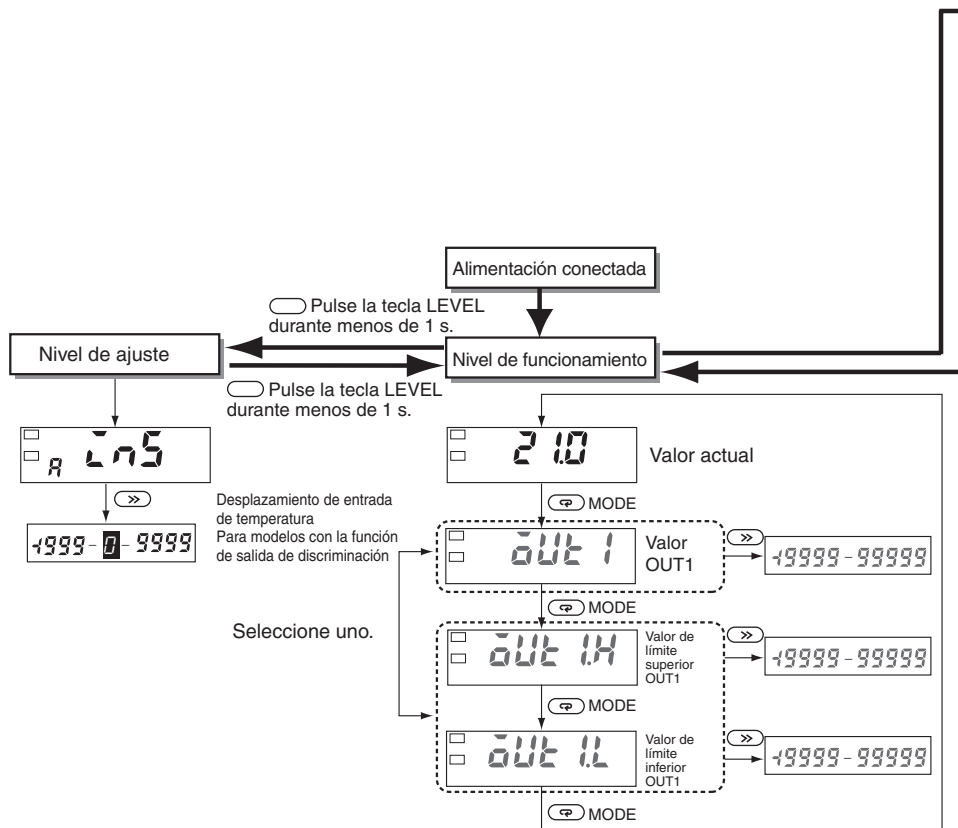 Alimentación conectada
Pulse la tecla LEVEL
durante menos de 1 s.
Nivel de ajuste
Nivel de funcionamiento
Pulse la tecla LEVEL
durante menos de 1 s.
A inS
21.0
Valor actual
MODE
Desplazamiento de entrada
de temperatura
Para modelos con la función
de salida de discriminación
-1999-0-9999
oUt 1
Valor
OUT1
-19999-99999
MODE
Seleccione uno.
oUt 1.H
Valor de
límite
superior
OUT1
-19999-99999
MODE
oUt 1.L
Valor de
límite
inferior
OUT1
-19999-99999
MODE